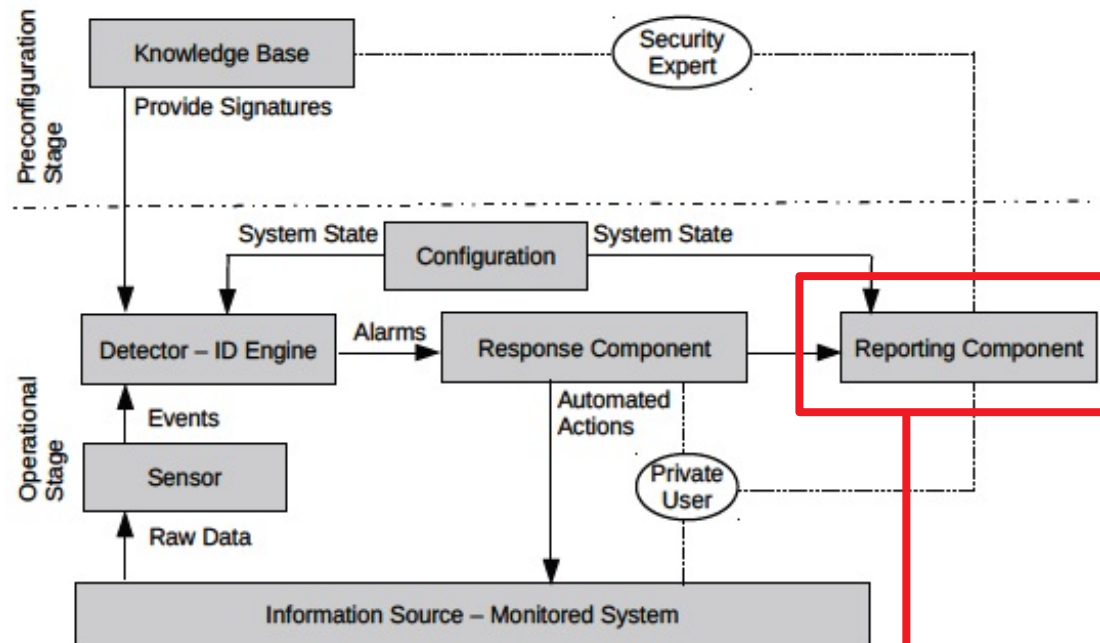 Preconfiguration
Stage
Knowledge Base
Security
Expert
Provide Signatures
System State
Configuration
System State
Operational
Stage
Detector – ID Engine
Alarms
Response Component
Reporting Component
Events
Automated
Actions
Sensor
Private
User
Raw Data
Information Source – Monitored System